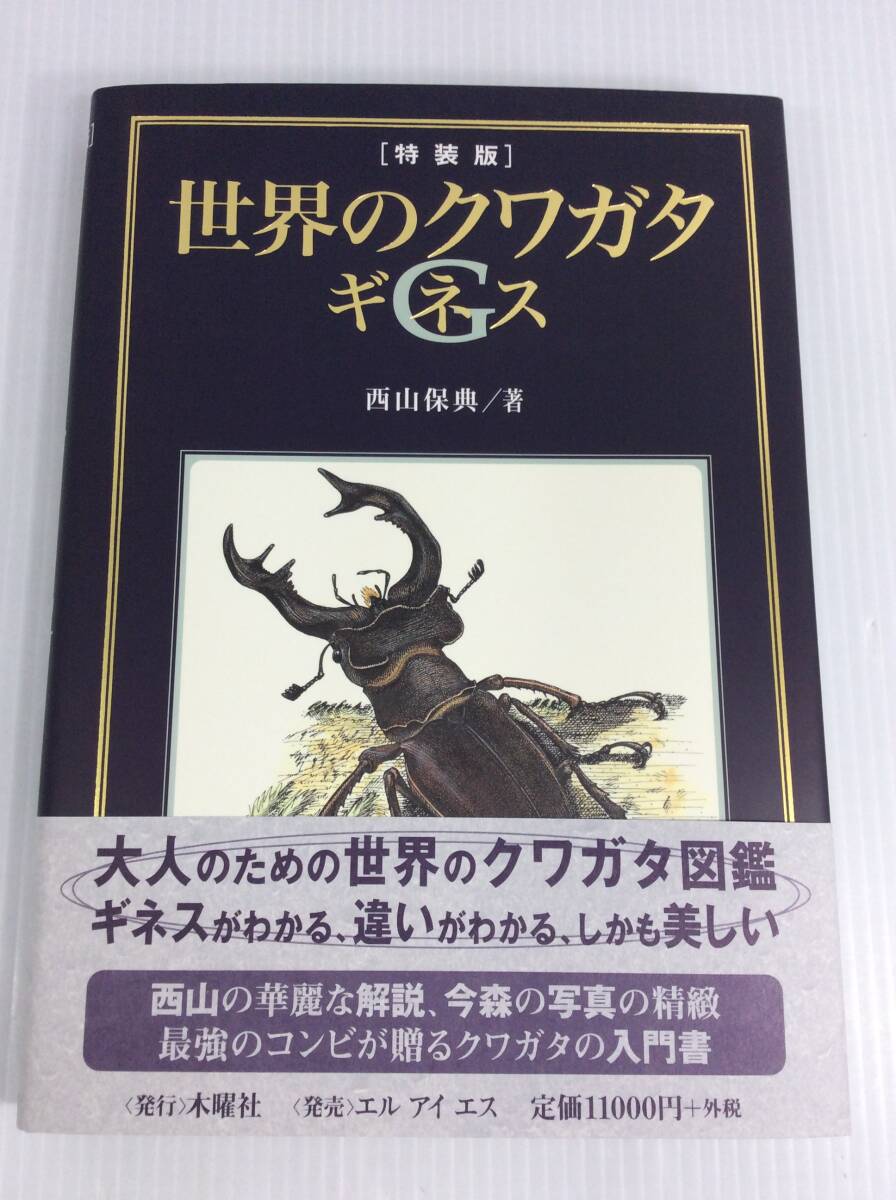 [特装版]
世界のクワガタ
G
ギネス
西山保典/著
大人のための世界のクワガタ図鑑
ギネスがわかる、違いがわかる、しかも美しい
西山の華麗な解説、今森の写真の精緻
最強のコンビが贈るクワガタの入門書
〈発行〉木曜社 〈発売〉エル アイ エス 定価11000円+外税